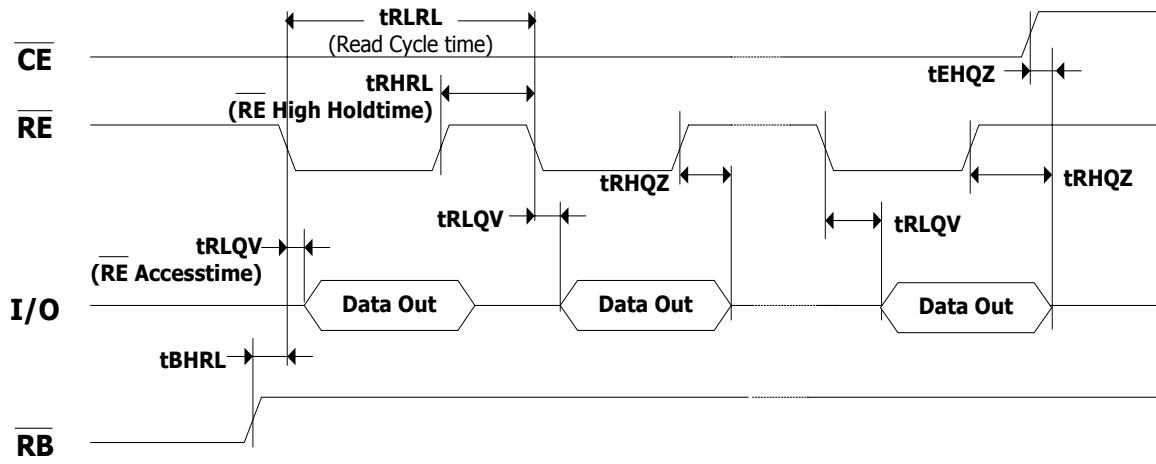 tRLRL
(Read Cycle time)
CE
tEHQZ
tRHRL
(RE High Holdtime)
RE
tRHQZ
tRHQZ
tRLQV
tRLQV
tRLQV
(RE Accesstime)
I/O
Data Out
Data Out
Data Out
tBHRL
RB